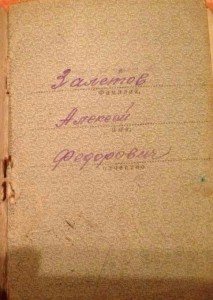 Залетов
Фамилия
Алексей
имя
Федорович
отчество